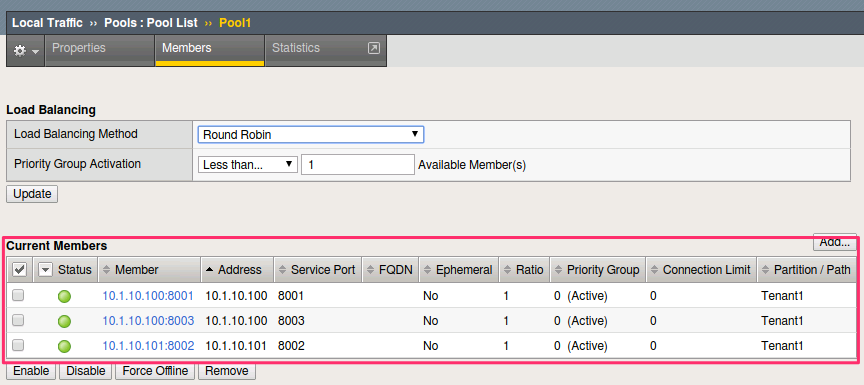 Local Traffic ›› Pools : Pool List ›› Pool1
Properties Members Statistics
Load Balancing
Load Balancing Method Round Robin
Priority Group Activation Less than... 1 Available Member(s)
Update
Current Members Add...
Status Member Address Service Port FQDN Ephemeral Ratio Priority Group Connection Limit Partition / Path
10.1.10.100:8001 10.1.10.100 8001 No 1 0 (Active) 0 Tenant1
10.1.10.100:8003 10.1.10.100 8003 No 1 0 (Active) 0 Tenant1
10.1.10.101:8002 10.1.10.101 8002 No 1 0 (Active) 0 Tenant1
Enable Disable Force Offline Remove